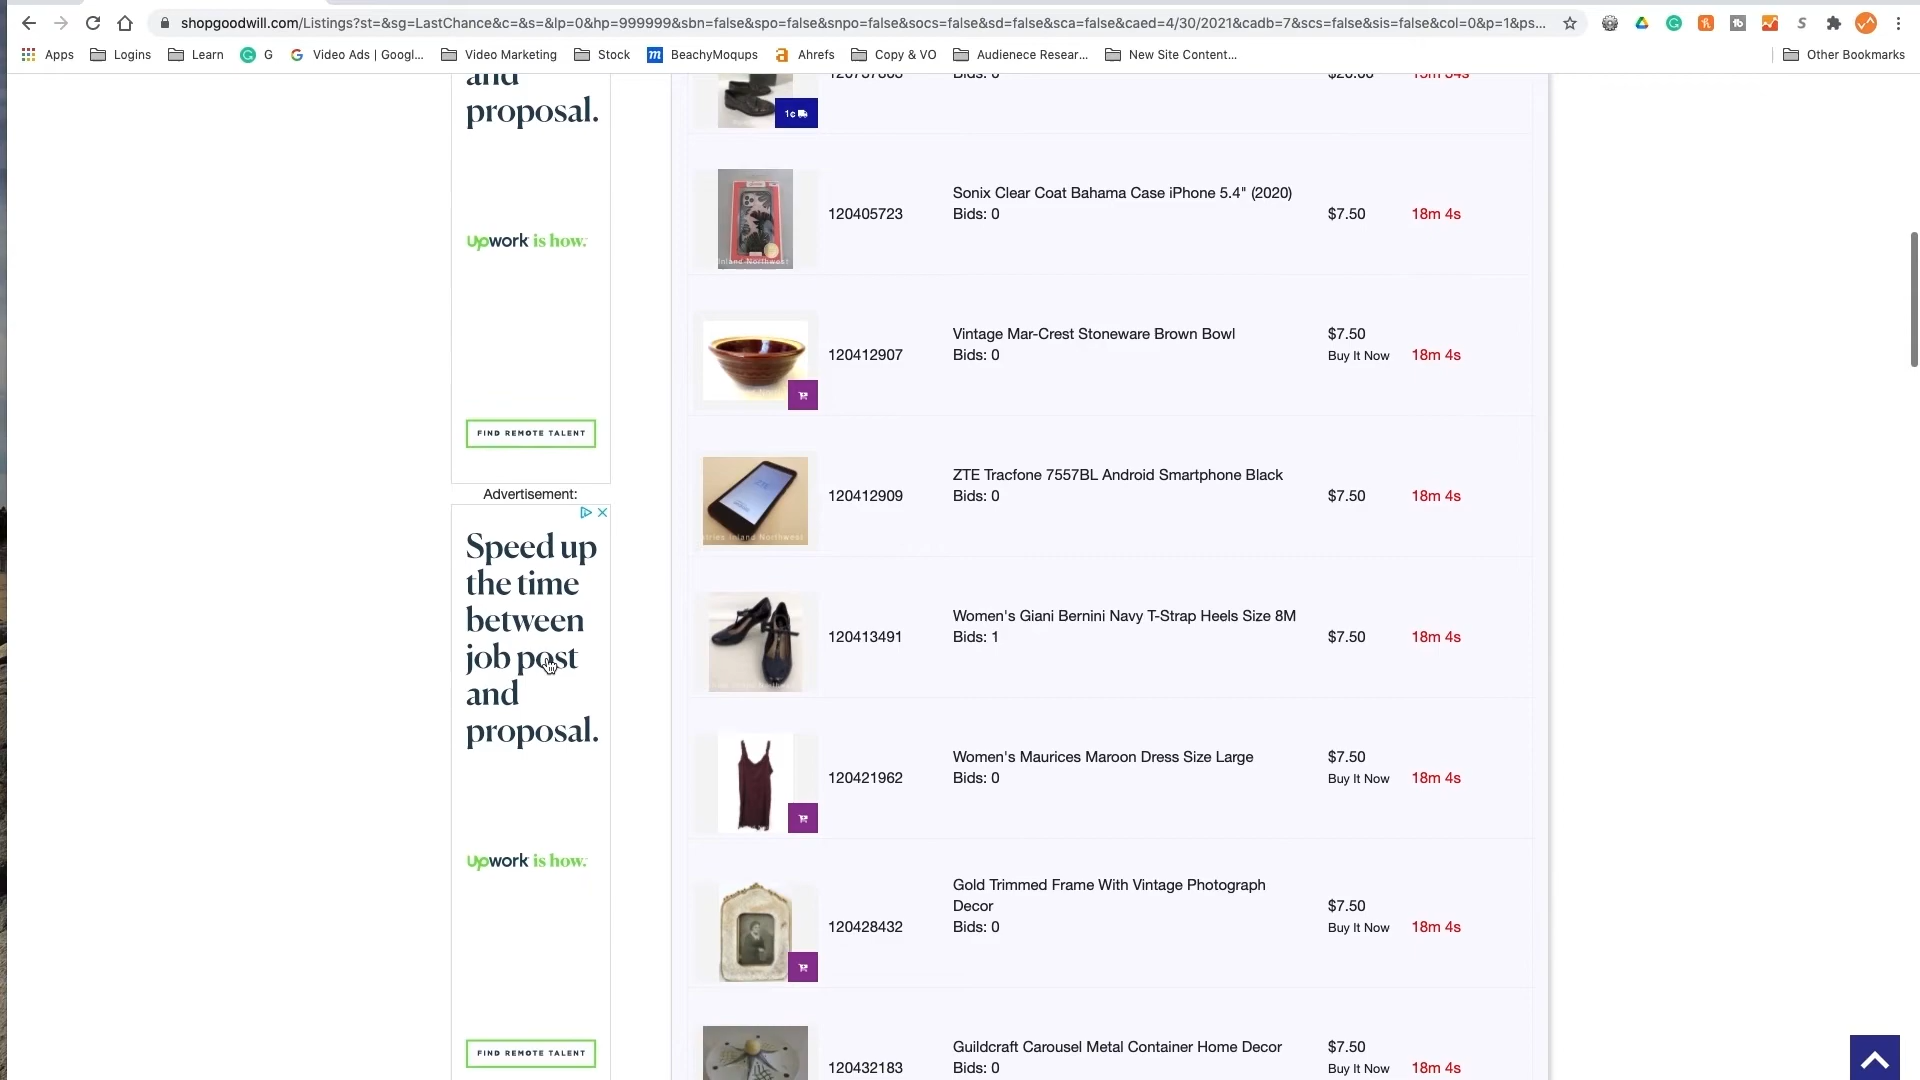 shopgoodwill.com/Listings?st=&sg=LastChance&c=&s=&lp=0&hp=999999&sbn=false&spo=false&snpo=false&socs=false&sd=false&sca=false&caed=4/30/2021&cadb=7&scs=false&sis=false&col=0&p=1&ps...
Apps Logins Learn G Video Ads | Googl... Video Marketing Stock BeachyMoqups Ahrefs Copy & VO Audienece Resear... New Site Content... Other Bookmarks
and
proposal.
Upwork is how.
FIND REMOTE TALENT
Advertisement:
Speed up
the time
between
job post
and
proposal.
Upwork is how.
FIND REMOTE TALENT
1¢
Sonix Clear Coat Bahama Case iPhone 5.4" (2020)
120405723 Bids: 0 $7.50 18m 4s
Inland Northwest
Vintage Mar-Crest Stoneware Brown Bowl $7.50
120412907 Bids: 0 Buy It Now 18m 4s
ZTE Tracfone 7557BL Android Smartphone Black
120412909 Bids: 0 $7.50 18m 4s
stries Inland Northwest
Women's Giani Bernini Navy T-Strap Heels Size 8M
120413491 Bids: 1 $7.50 18m 4s
Women's Maurices Maroon Dress Size Large $7.50
120421962 Bids: 0 Buy It Now 18m 4s
Gold Trimmed Frame With Vintage Photograph
Decor $7.50
120428432 Bids: 0 Buy It Now 18m 4s
Guildcraft Carousel Metal Container Home Decor $7.50
120432183 Bids: 0 Buy It Now 18m 4s